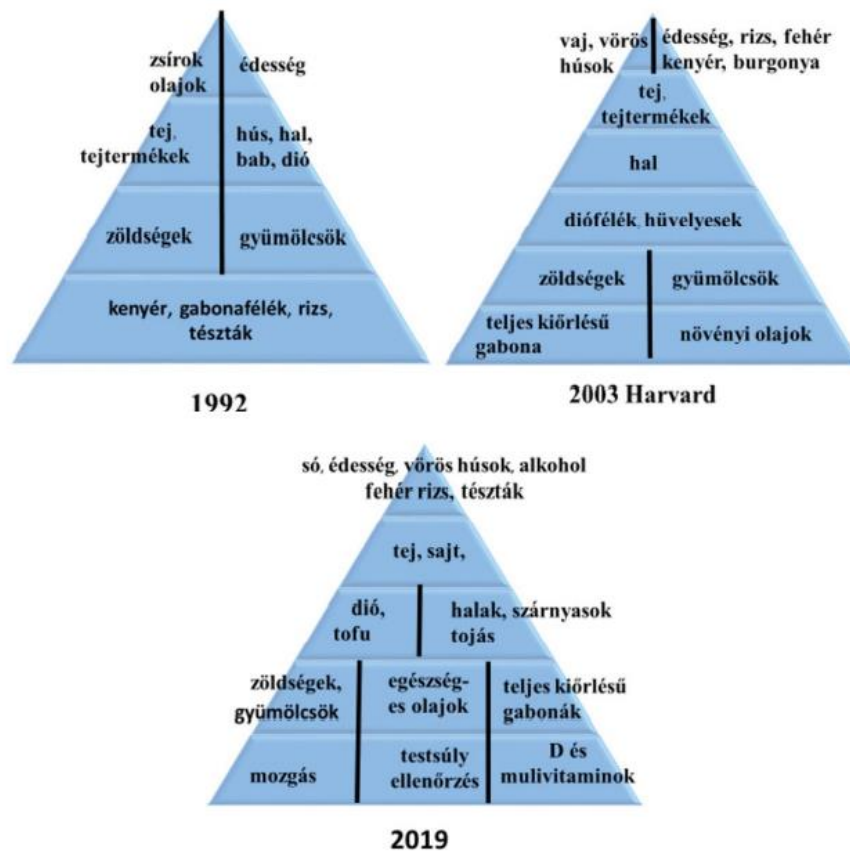 zsírok
olajok
édesség
tej,
tejtermékek
hús, hal,
bab, dió
zöldségek
gyümölcsök
kenyér, gabonafélék, rizs,
tészták
1992
vaj, vörös
húsok
édesség, rizs, fehér
kenyér, burgonya
tej,
tejtermékek
hal
diófélék, hüvelyesek
zöldségek
gyümölcsök
teljes kiőrlésű
gabona
növényi olajok
2003 Harvard
só, édesség, vörös húsok, alkohol
fehér rizs, tészták
tej, sajt,
dió,
tofu
halak, szárnyasok
tojás
zöldségek,
gyümölcsök
egészség-
es olajok
teljes kiőrlésű
gabonák
mozgás
testsúly
ellenőrzés
D és
mulivitaminok
2019